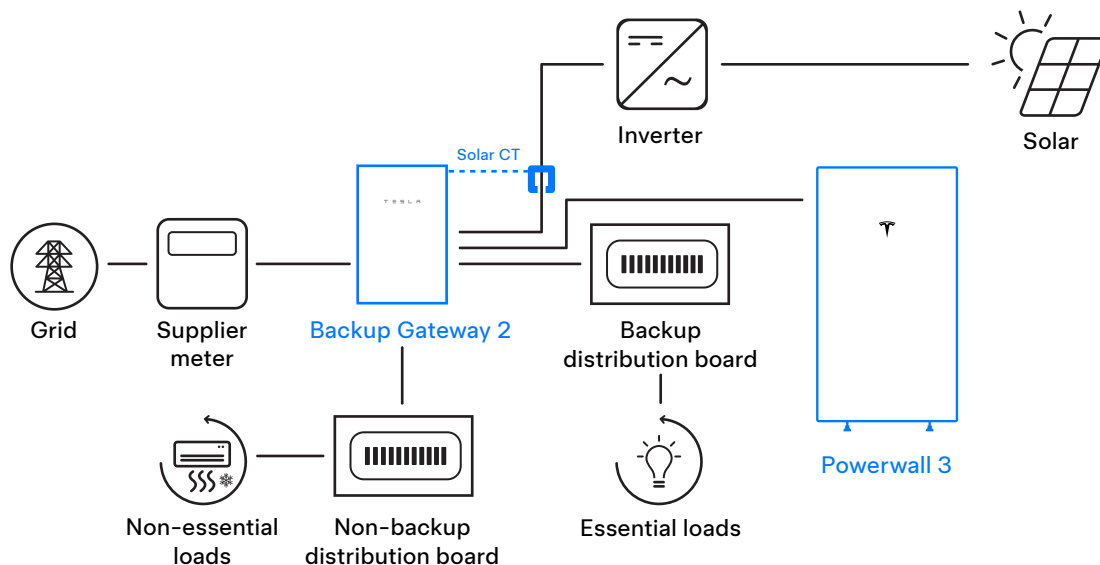 Inverter
Solar
Solar CT
TESLA
Grid
Supplier
meter
Backup Gateway 2
Backup
distribution board
Powerwall 3
Non-essential
loads
Non-backup
distribution board
Essential loads